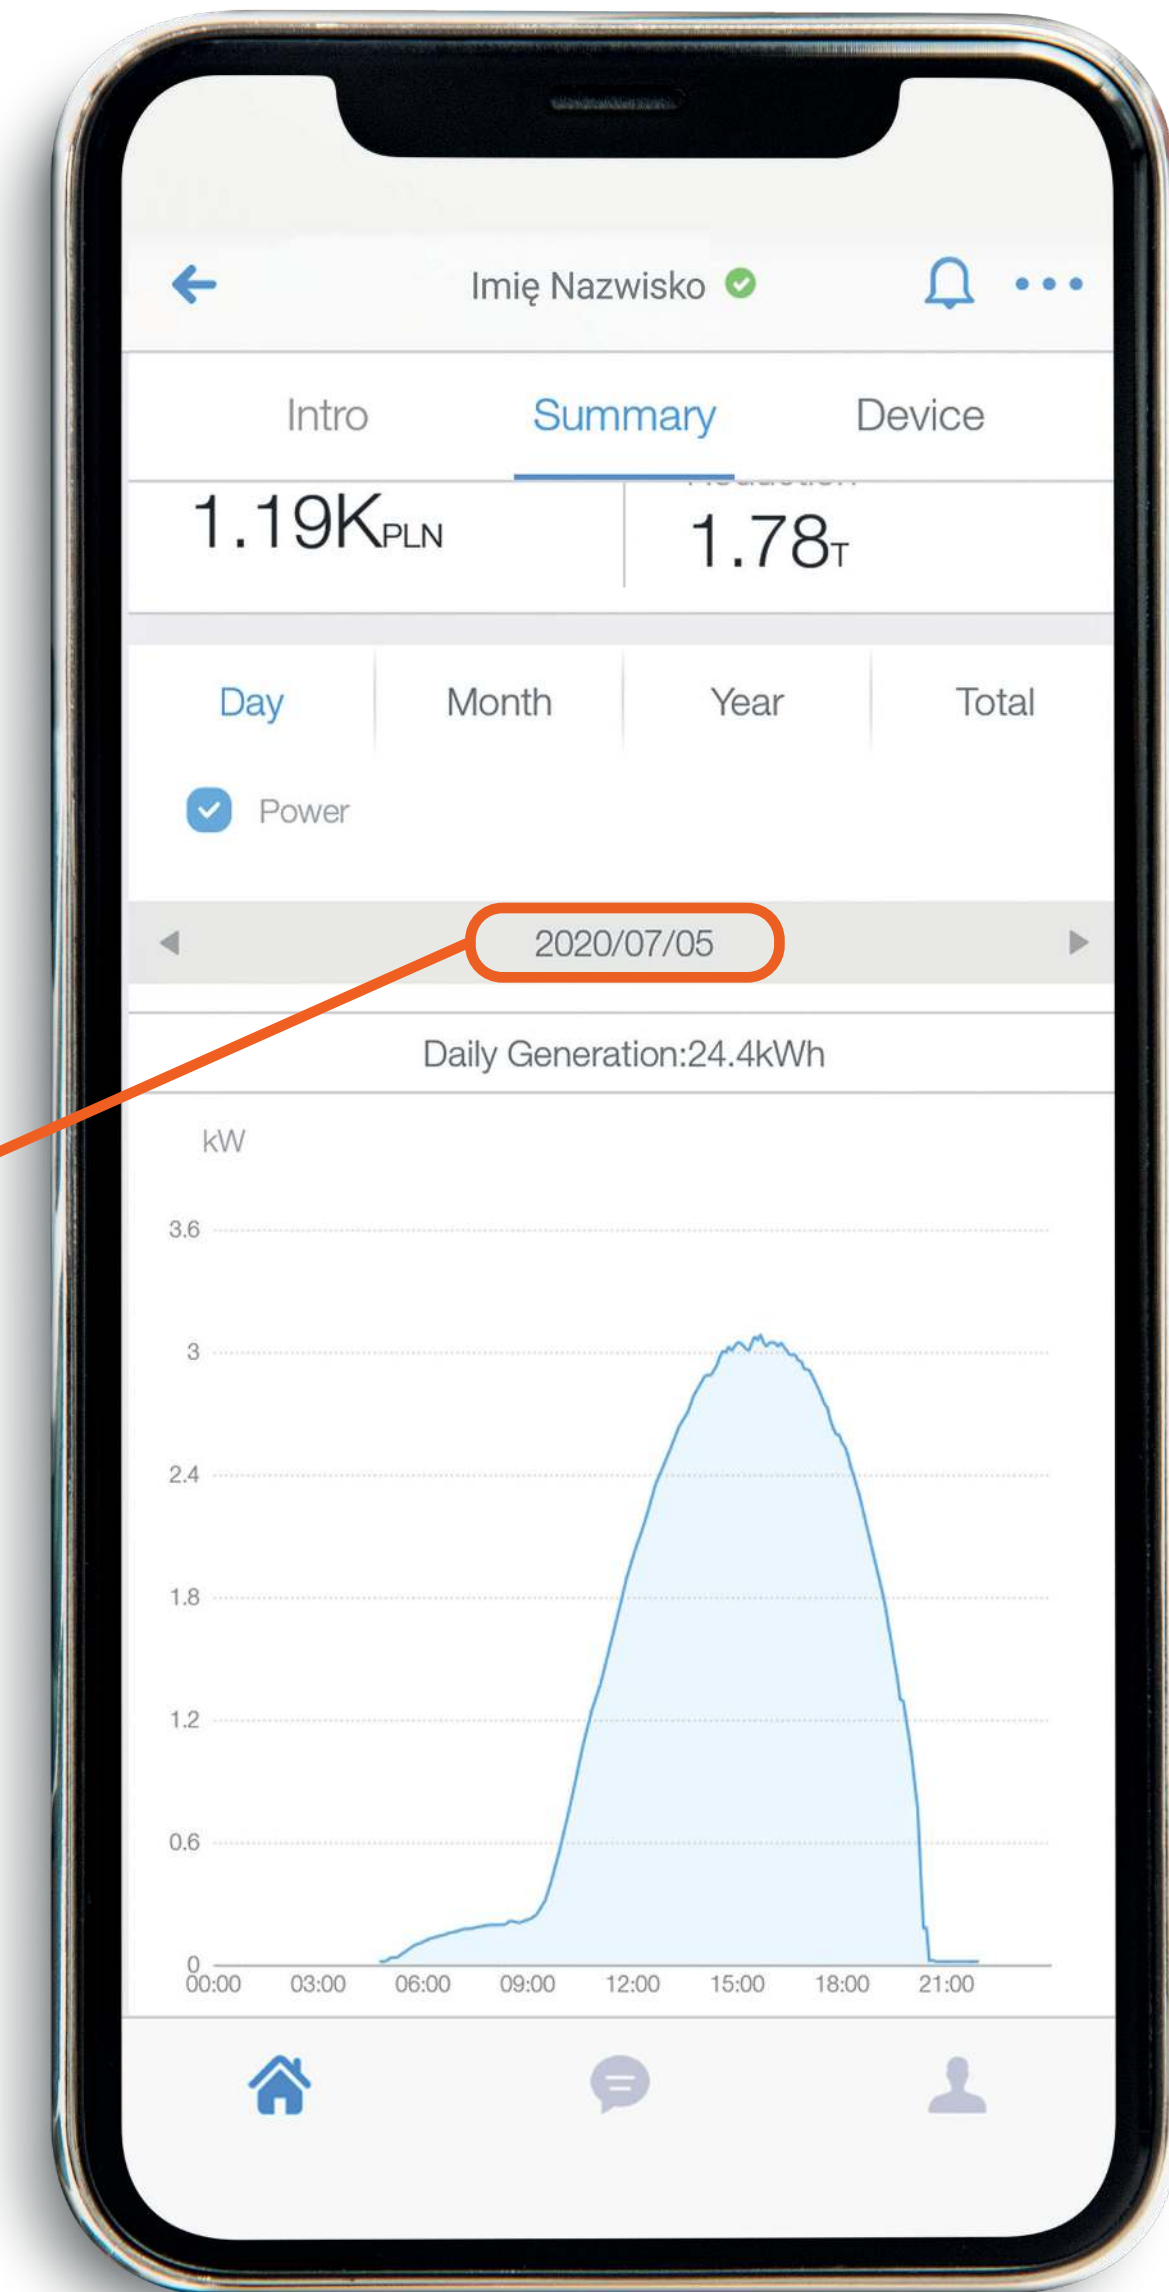 Imię Nazwisko
Intro Summary Device
1.19KPLN 1.78T
Day Month Year Total
Power
2020/07/05
Daily Generation:24.4kWh
kW
3.6
3
2.4
1.8
1.2
0.6
0
00:00 03:00 06:00 09:00 12:00 15:00 18:00 21:00